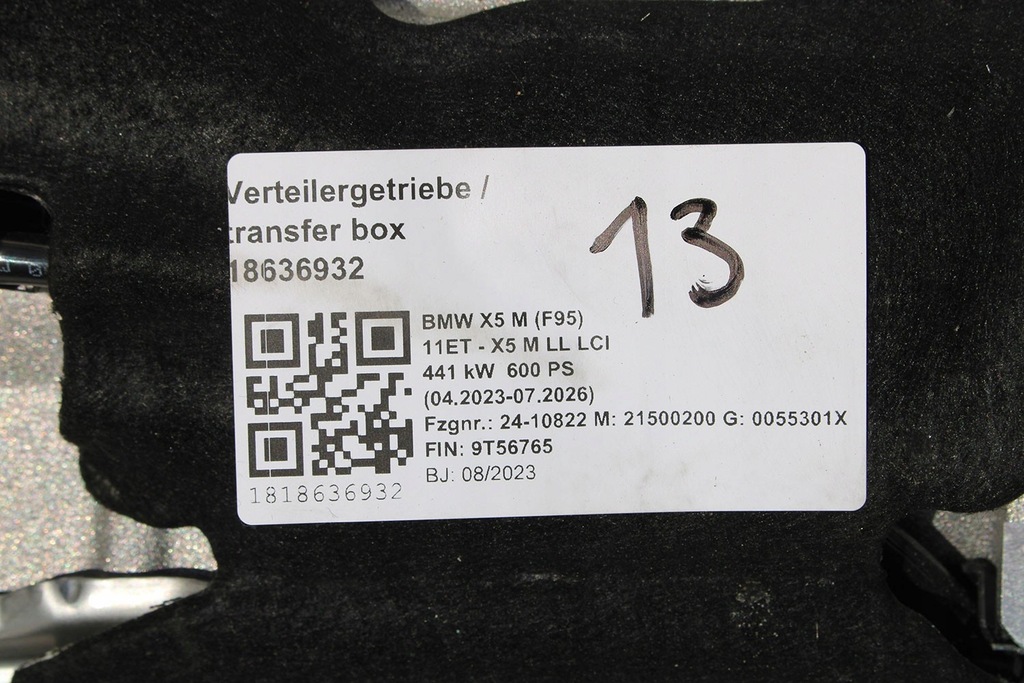 Verteilergetriebe /
transfer box
18636932
13
BMW X5 M (F95)
11ET - X5 M LL LCI
441 kW 600 PS
(04.2023-07.2026)
Fzgnr.: 24-10822 M: 21500200 G: 0055301X
FIN: 9T56765
BJ: 08/2023
1818636932